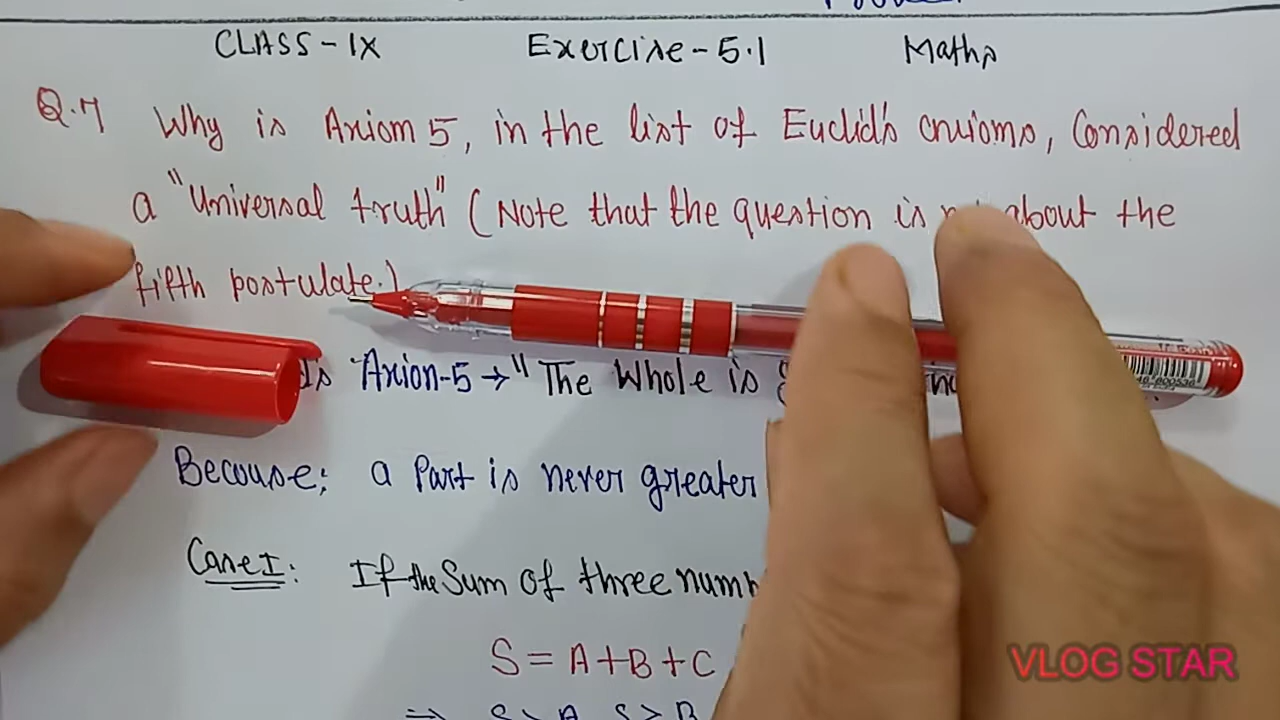 CLASS-IX Exercise-5.1 Maths
Q.7 Why is Axiom 5, in the list of Euclid's axioms, Considered
a "Universal truth" (Note that the question is about the
fifth postulate.)
is Axion-5 → "The Whole is
Because: a Part is never greater
Case I: If the Sum of three
S = A+B+C
⇒ S > A, S > B
VLOG STAR